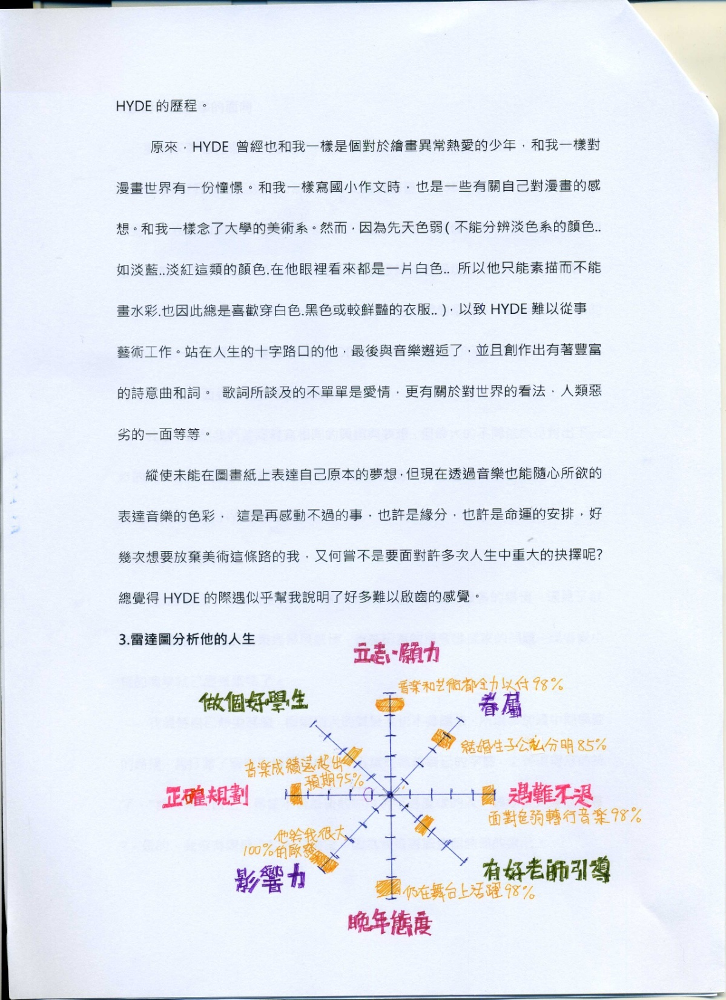 HYDE 的歷程。
原來，HYDE 曾經也和我一樣是個對於繪畫異常熱愛的少年，和我一樣對
漫畫世界有一份憧憬。和我一樣寫國小作文時，也是一些有關自己對漫畫的感
想。和我一樣念了大學的美術系。然而，因為先天色弱( 不能分辨淡色系的顏色..
如淡藍..淡紅這類的顏色.在他眼裡看來都是一片白色.. 所以他只能素描而不能
畫水彩.也因此總是喜歡穿白色.黑色或較鮮豔的衣服.. )，以致 HYDE 難以從事
藝術工作。站在人生的十字路口的他，最後與音樂邂逅了，並且創作出有著豐富
的詩意曲和詞。 歌詞所談及的不單單是愛情，更有關於對世界的看法，人類惡
劣的一面等等。
縱使未能在圖畫紙上表達自己原本的夢想，但現在透過音樂也能隨心所欲的
表達音樂的色彩， 這是再感動不過的事，也許是緣分，也許是命運的安排，好
幾次想要放棄美術這條路的我，又何嘗不是要面對許多次人生中重大的抉擇呢?
總覺得 HYDE 的際遇似乎幫我說明了好多難以啟齒的感覺。
3.雷達圖分析他的人生
立志·願力
音楽和艺術都全力以付98%
做個好學生
眷屬
結婚生子公私分明85%
音楽成績遠超出
預期95%
正確規劃
遇難不退
面對色弱轉行音楽98%
他給我很大
100%的啟發
影響力
有好老師引導
仍在舞台上活躍98%
晚年態度